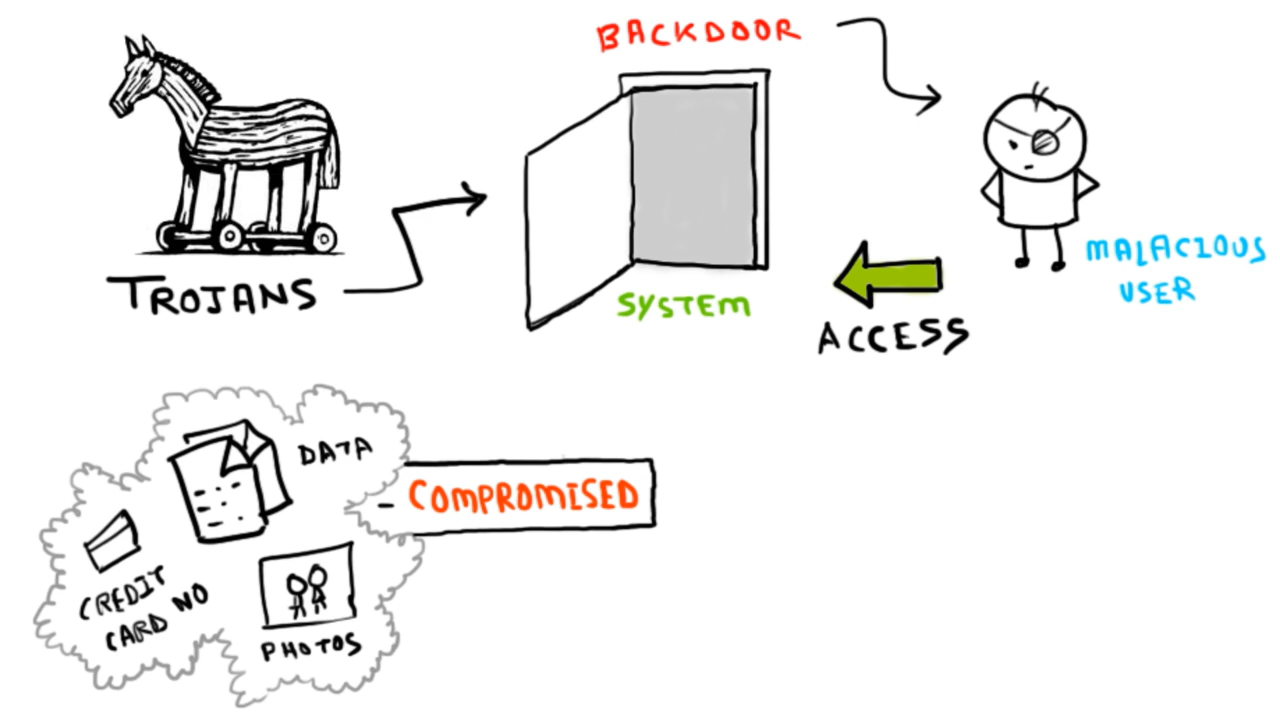 BACKDOOR
TROJANS
SYSTEM
MALACIOUS
USER
ACCESS
DATA
- COMPROMISED
CREDIT
CARD NO
PHOTOS